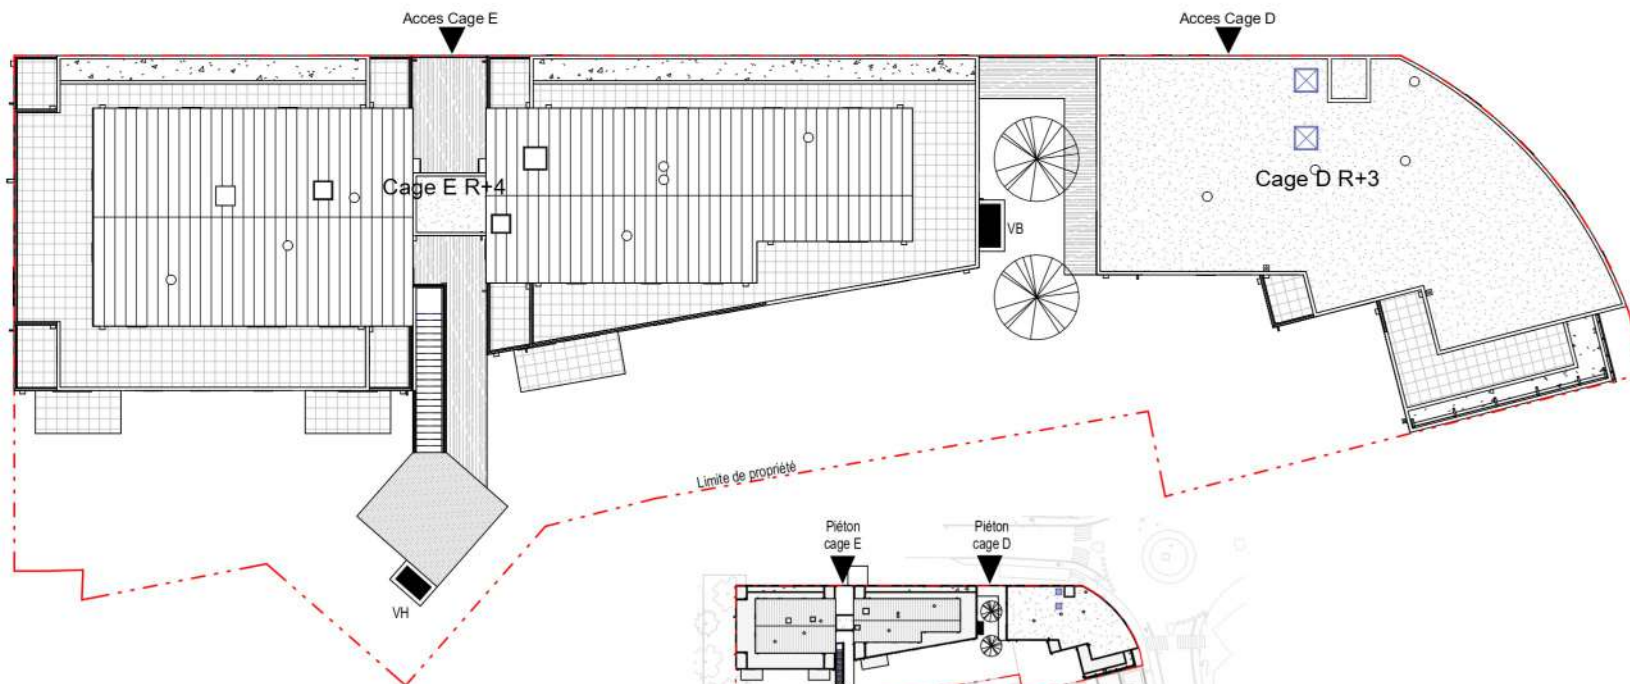 Acces Cage E
Acces Cage D
Cage E R+4
Cage D R+3
VB
Limite de propriété
Piéton
cage E
Piéton
cage D
VH